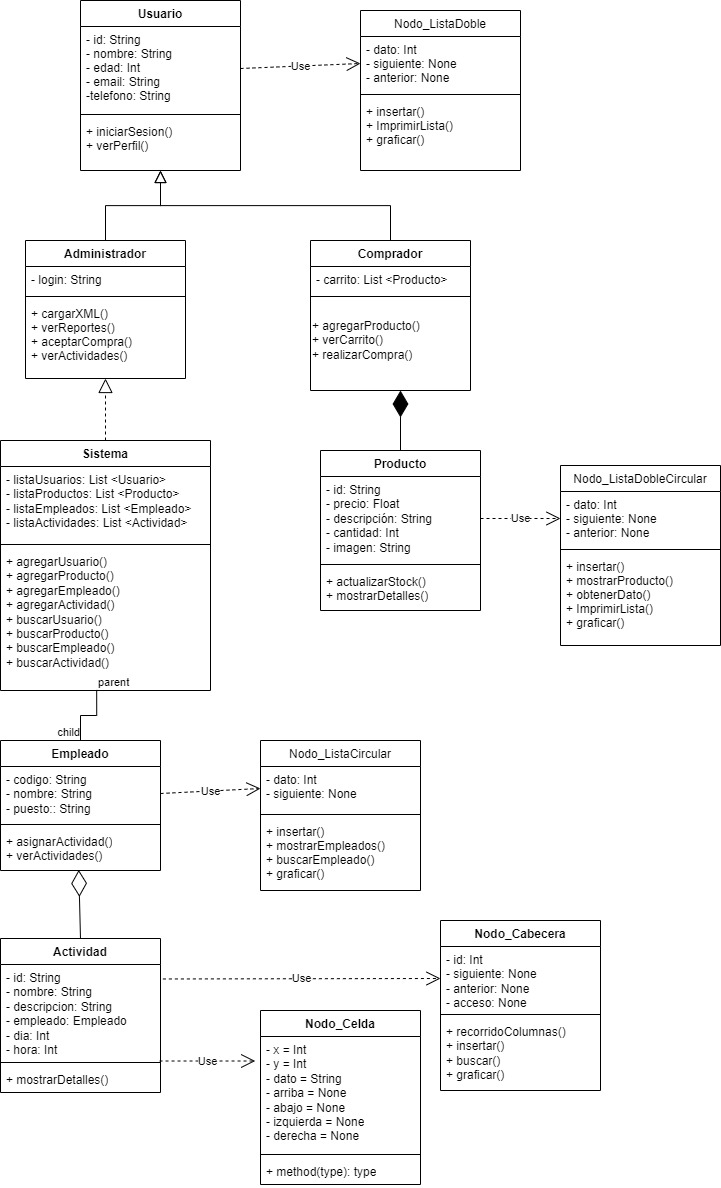 Usuario
- id: String
- nombre: String
- edad: Int
- email: String
-telefono: String
+ iniciarSesion()
+ verPerfil()
Use
Nodo_ListaDoble
- dato: Int
- siguiente: None
- anterior: None
+ insertar()
+ ImprimirLista()
+ graficar()
Administrador
- login: String
+ cargarXML()
+ verReportes()
+ aceptarCompra()
+ verActividades()
Comprador
- carrito: List <Producto>
+ agregarProducto()
+ verCarrito()
+ realizarCompra()
Sistema
- listaUsuarios: List <Usuario>
- listaProductos: List <Producto>
- listaEmpleados: List <Empleado>
- listaActividades: List <Actividad>
+ agregarUsuario()
+ agregarProducto()
+ agregarEmpleado()
+ agregarActividad()
+ buscarUsuario()
+ buscarProducto()
+ buscarEmpleado()
+ buscarActividad()
parent
child
Producto
- id: String
- precio: Float
- descripción: String
- cantidad: Int
- imagen: String
+ actualizarStock()
+ mostrarDetalles()
Use
Nodo_ListaDobleCircular
- dato: Int
- siguiente: None
- anterior: None
+ insertar()
+ mostrarProducto()
+ obtenerDato()
+ ImprimirLista()
+ graficar()
Empleado
- codigo: String
- nombre: String
- puesto:: String
+ asignarActividad()
+ verActividades()
Use
Nodo_ListaCircular
- dato: Int
- siguiente: None
+ insertar()
+ mostrarEmpleados()
+ buscarEmpleado()
+ graficar()
Actividad
- id: String
- nombre: String
- descripcion: String
- empleado: Empleado
- dia: Int
- hora: Int
+ mostrarDetalles()
Use
Nodo_Cabecera
- id: Int
- siguiente: None
- anterior: None
- acceso: None
+ recorridoColumnas()
+ insertar()
+ buscar()
+ graficar()
Use
Nodo_Celda
- x = Int
- y = Int
- dato = String
- arriba = None
- abajo = None
- izquierda = None
- derecha = None
+ method(type): type